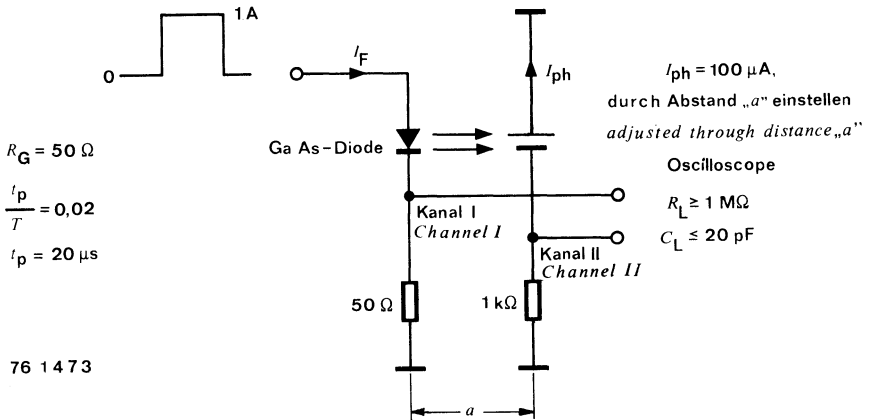 1 A
0
I_F
I_ph
I_ph = 100 µA,
durch Abstand „a” einstellen
adjusted through distance „a”
Ga As-Diode
Oscilloscope
R_G = 50 Ω
t_p/T = 0,02
t_p = 20 µs
R_L ≥ 1 MΩ
C_L ≤ 20 pF
Kanal I
Channel I
Kanal II
Channel II
50 Ω
1 kΩ
76 1473
a